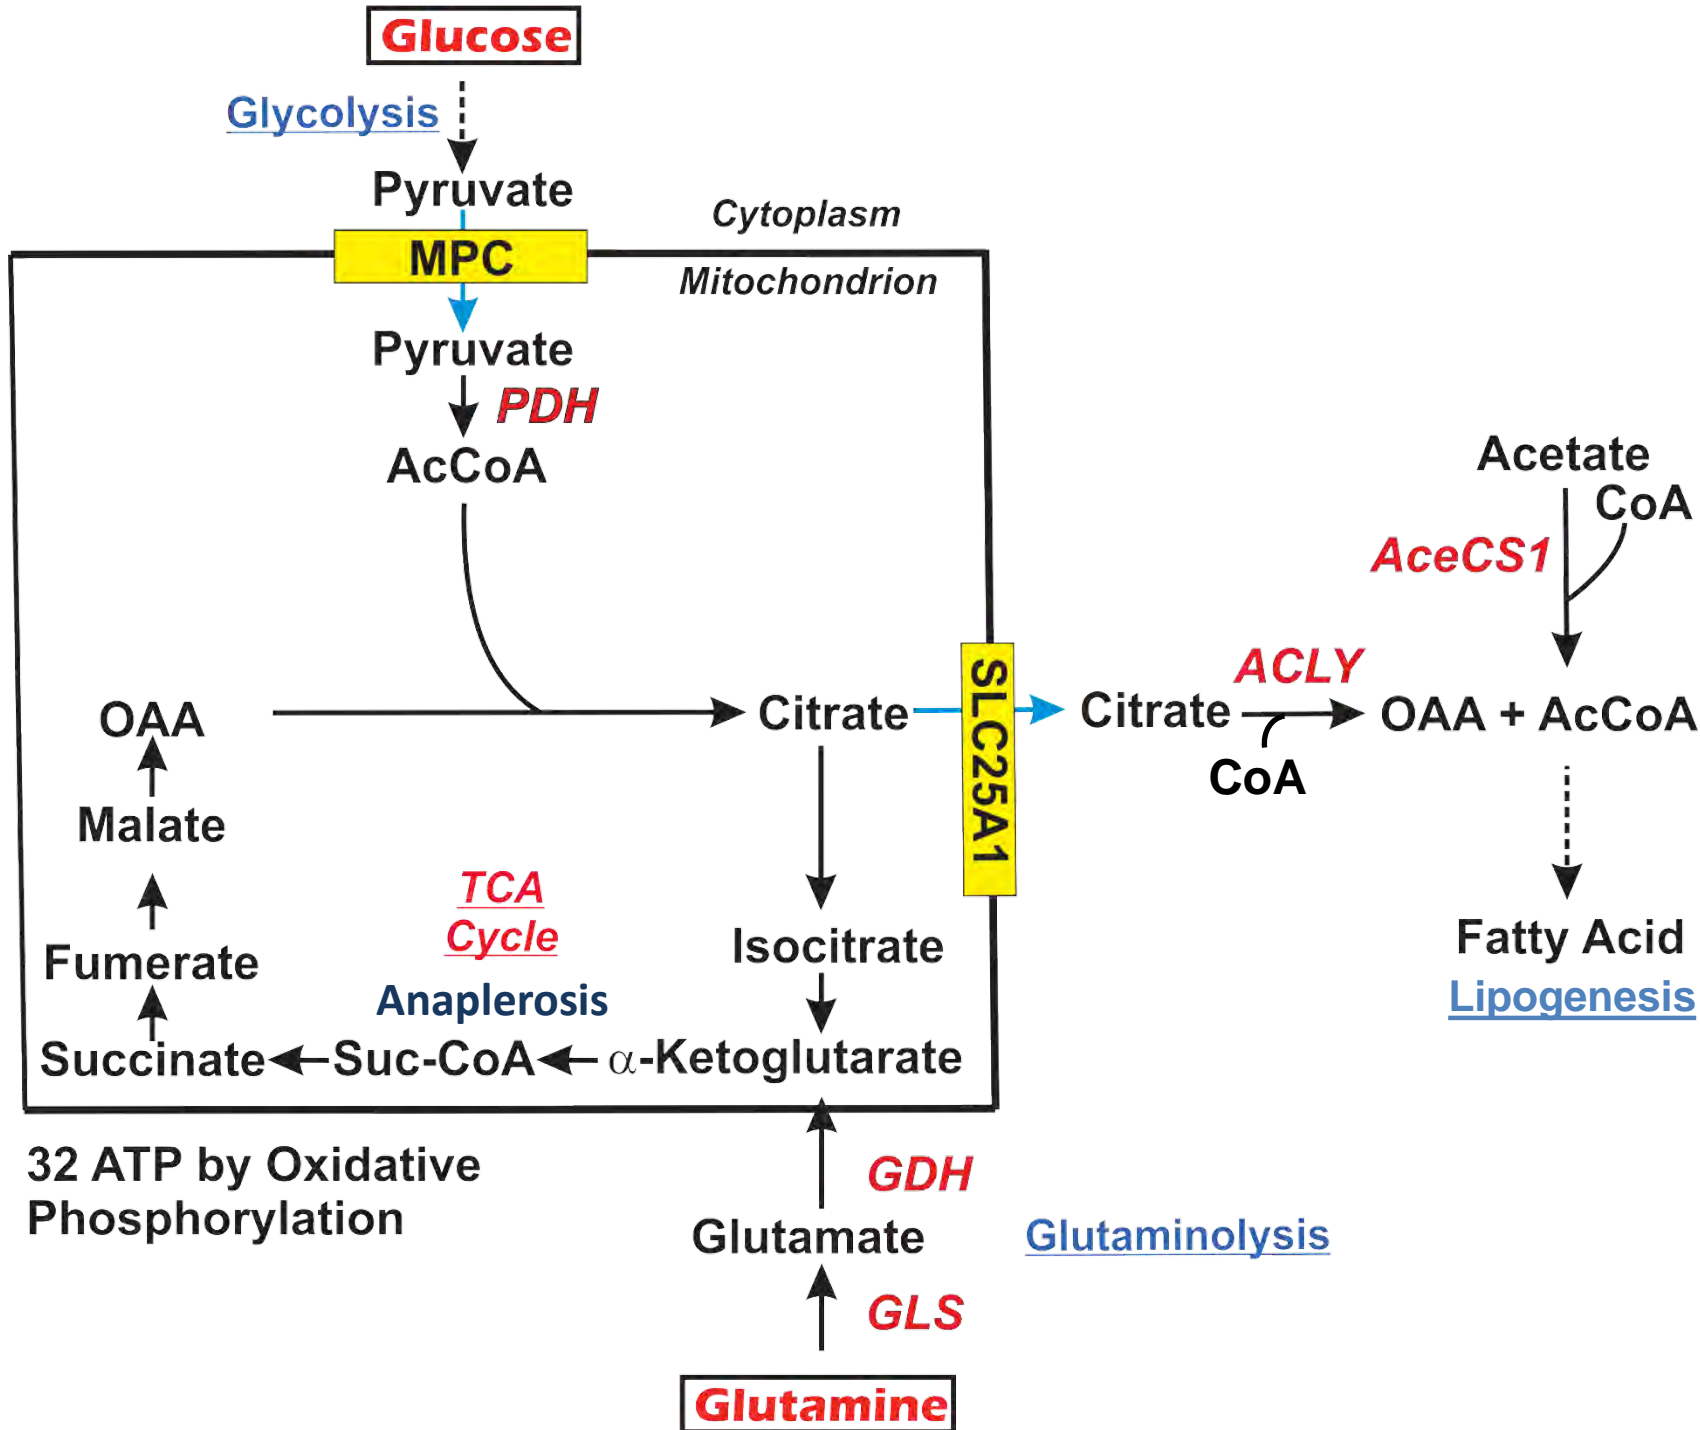 Glucose
Glycolysis
Pyruvate
Cytoplasm
MPC
Mitochondrion
Pyruvate
PDH
AcCoA
Acetate
CoA
AceCS1
ACLY
OAA
Citrate
SLC25A1
Citrate
OAA + AcCoA
CoA
Malate
TCA
Cycle
Fumerate
Isocitrate
Fatty Acid
Anaplerosis
Lipogenesis
Succinate
Suc-CoA
α-Ketoglutarate
32 ATP by Oxidative
Phosphorylation
GDH
Glutamate
Glutaminolysis
GLS
Glutamine